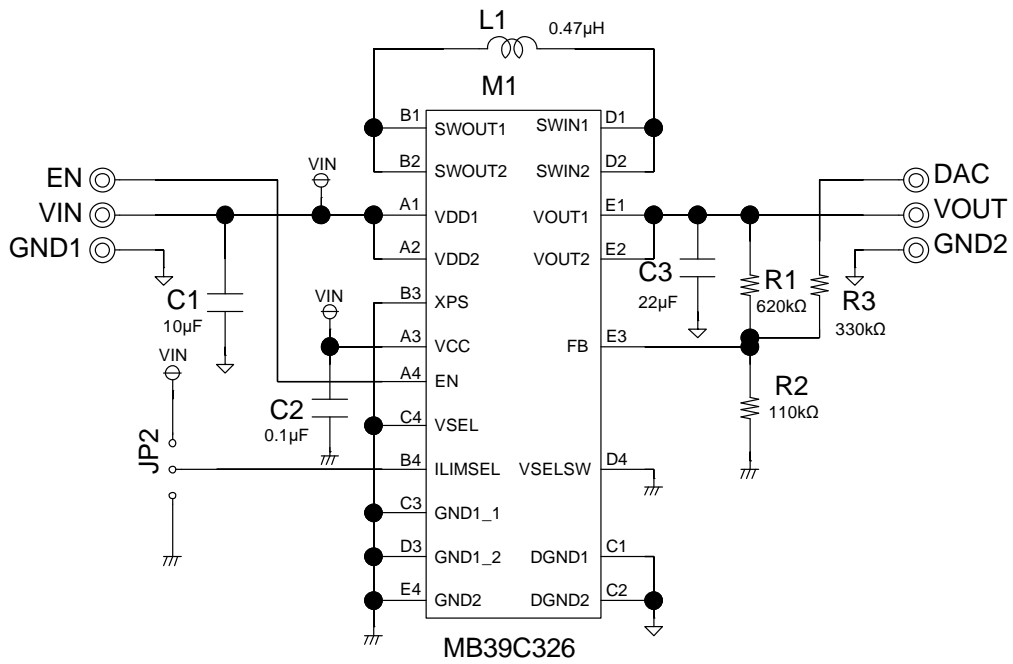 L1
0.47µH
M1
B1
SWOUT1
SWIN1
D1
B2
SWOUT2
SWIN2
D2
EN
VIN
DAC
VIN
A1
VDD1
VOUT1
E1
VOUT
GND1
A2
VDD2
VOUT2
E2
GND2
C1
10µF
B3
XPS
C3
22µF
R1
620kΩ
R3
330kΩ
VIN
A3
VCC
FB
E3
VIN
A4
EN
C2
0.1µF
R2
110kΩ
C4
VSEL
JP2
B4
ILIMSEL
VSELSW
D4
C3
GND1_1
D3
GND1_2
DGND1
C1
E4
GND2
DGND2
C2
MB39C326